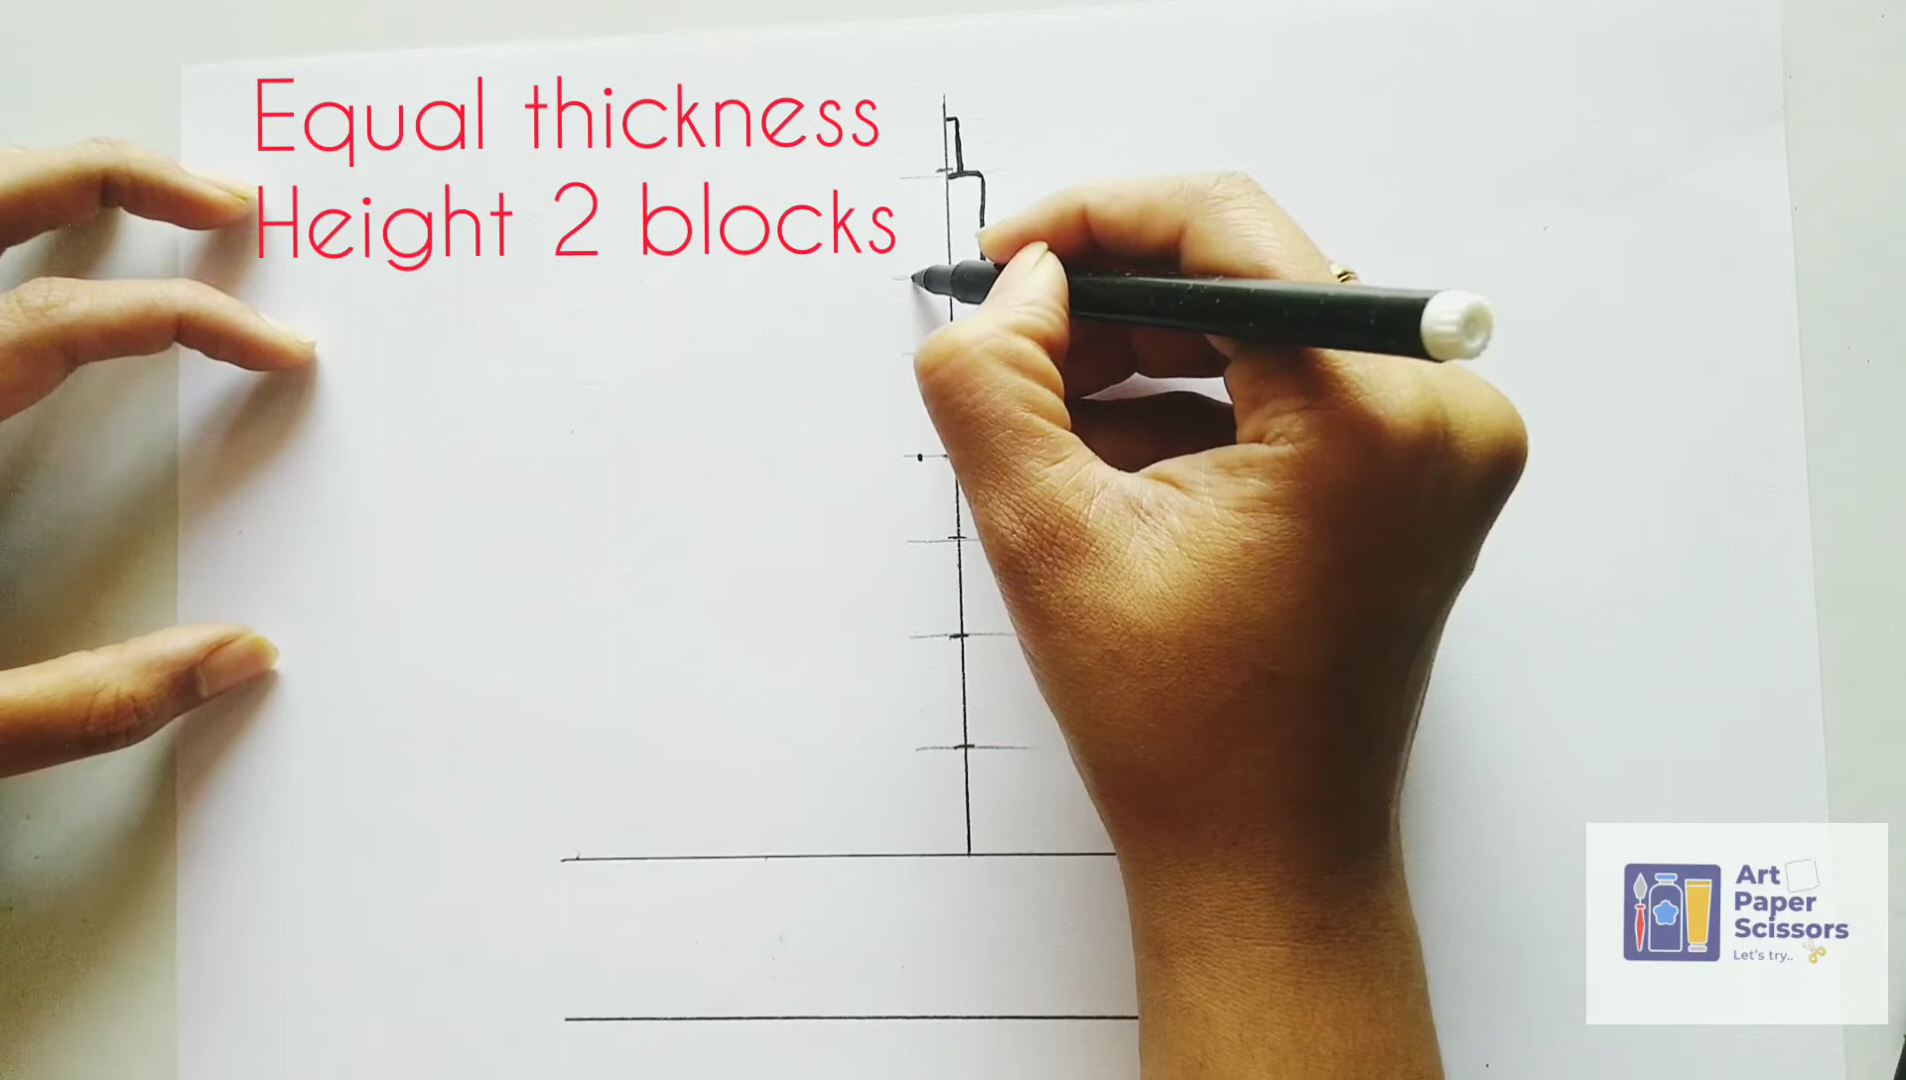 Equal thickness
Height 2 blocks
Art
Paper
Scissors
Let's try..